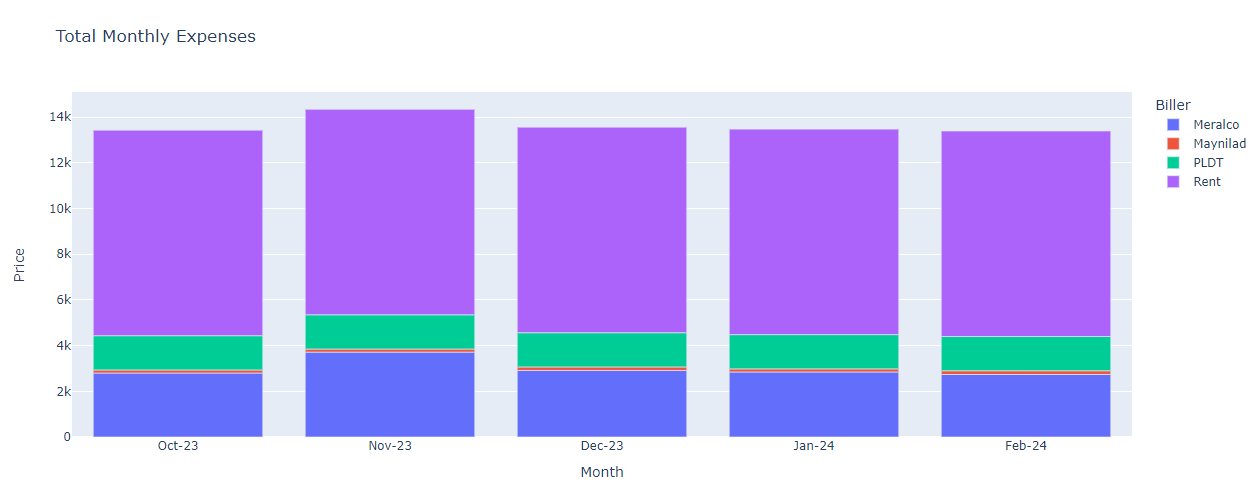 Total Monthly Expenses
Biller
Meralco
Maynilad
PLDT
Rent
Price
14k
12k
10k
8k
6k
4k
2k
0
Oct-23
Nov-23
Dec-23
Jan-24
Feb-24
Month